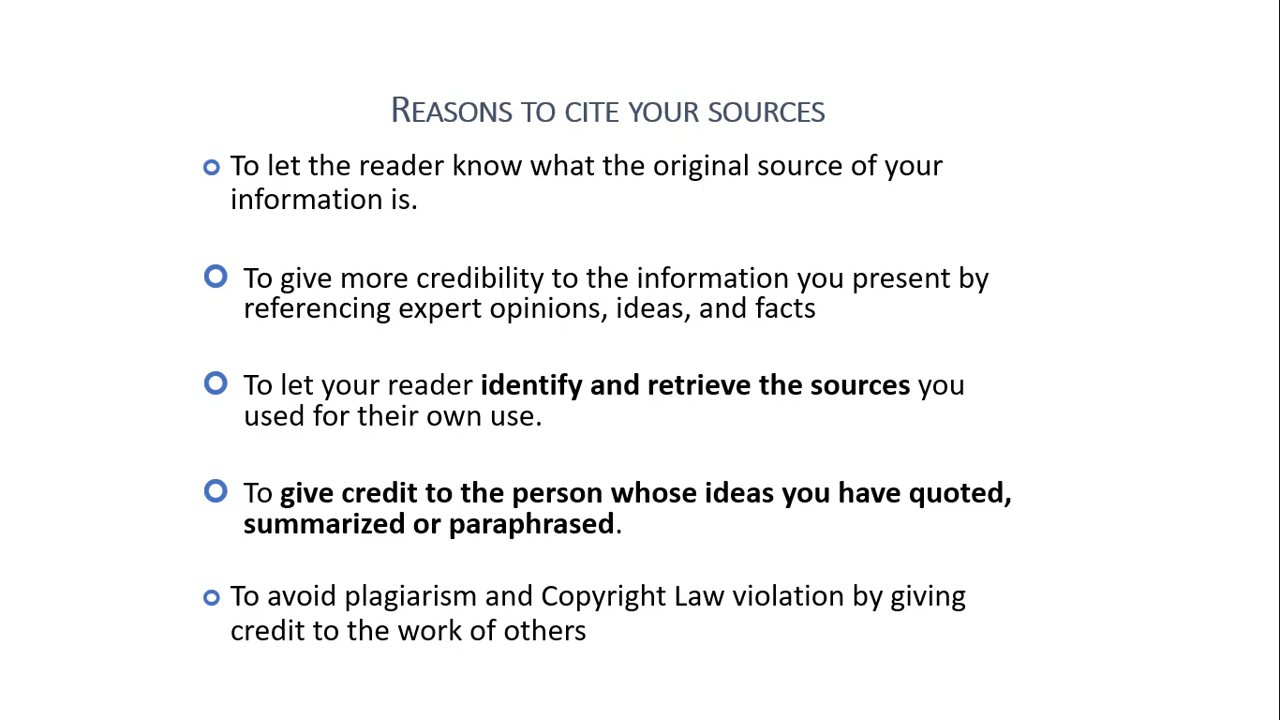 REASONS TO CITE YOUR SOURCES
To let the reader know what the original source of your
information is.
To give more credibility to the information you present by
referencing expert opinions, ideas, and facts
To let your reader identify and retrieve the sources you
used for their own use.
To give credit to the person whose ideas you have quoted,
summarized or paraphrased.
To avoid plagiarism and Copyright Law violation by giving
credit to the work of others